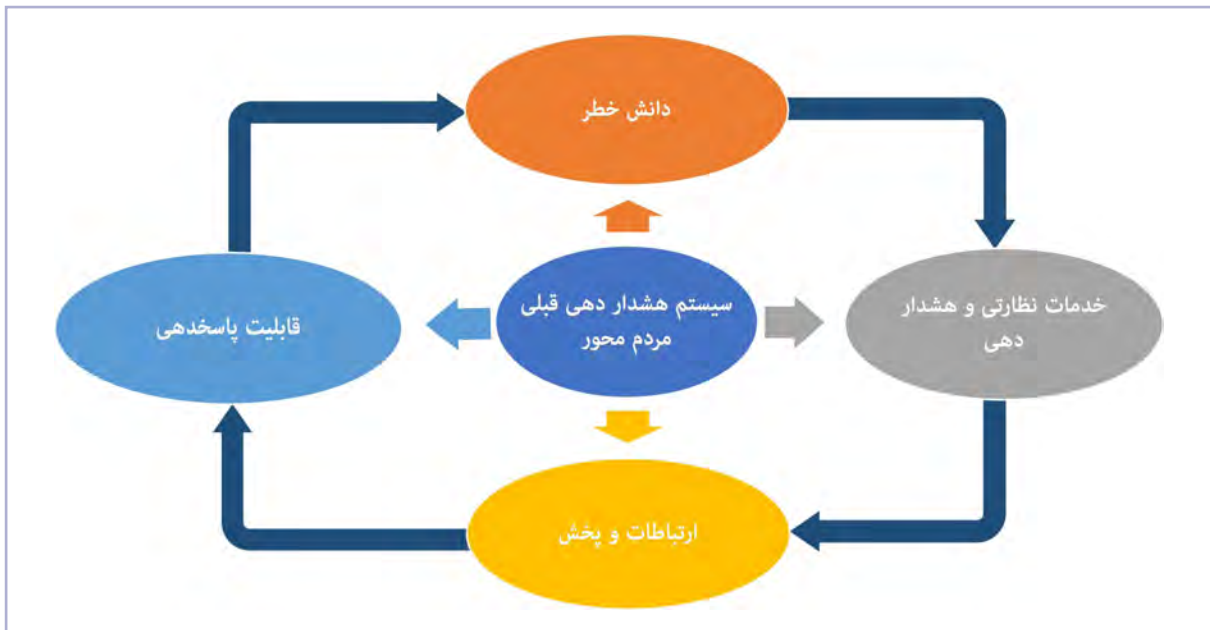 دانش خطر
خدمات نظارتی و هشدار
دهی
سیستم هشدار دهی قبلی
مردم محور
قابلیت پاسخدهی
ارتباطات و پخش